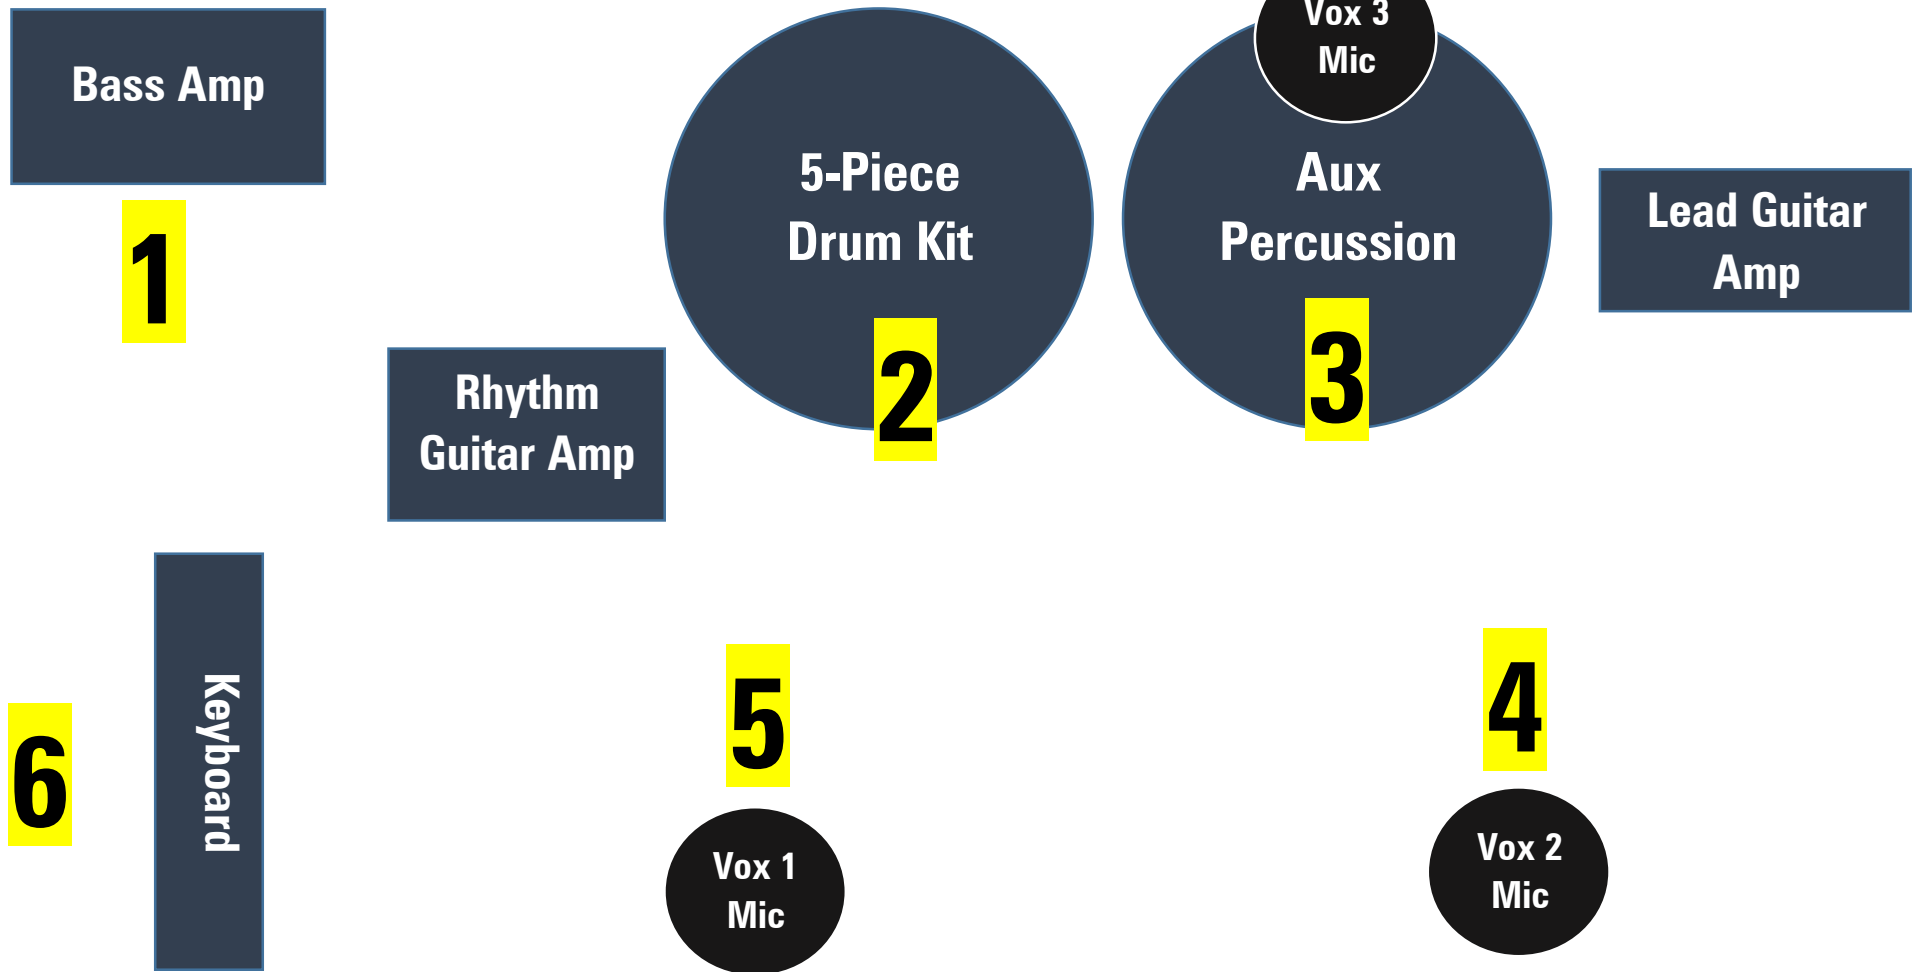 Vox 3
Mic
Bass Amp
5-Piece
Drum Kit
Aux
Percussion
Lead Guitar
Amp
1
2
3
Rhythm
Guitar Amp
Keyboard
6
5
4
Vox 1
Mic
Vox 2
Mic